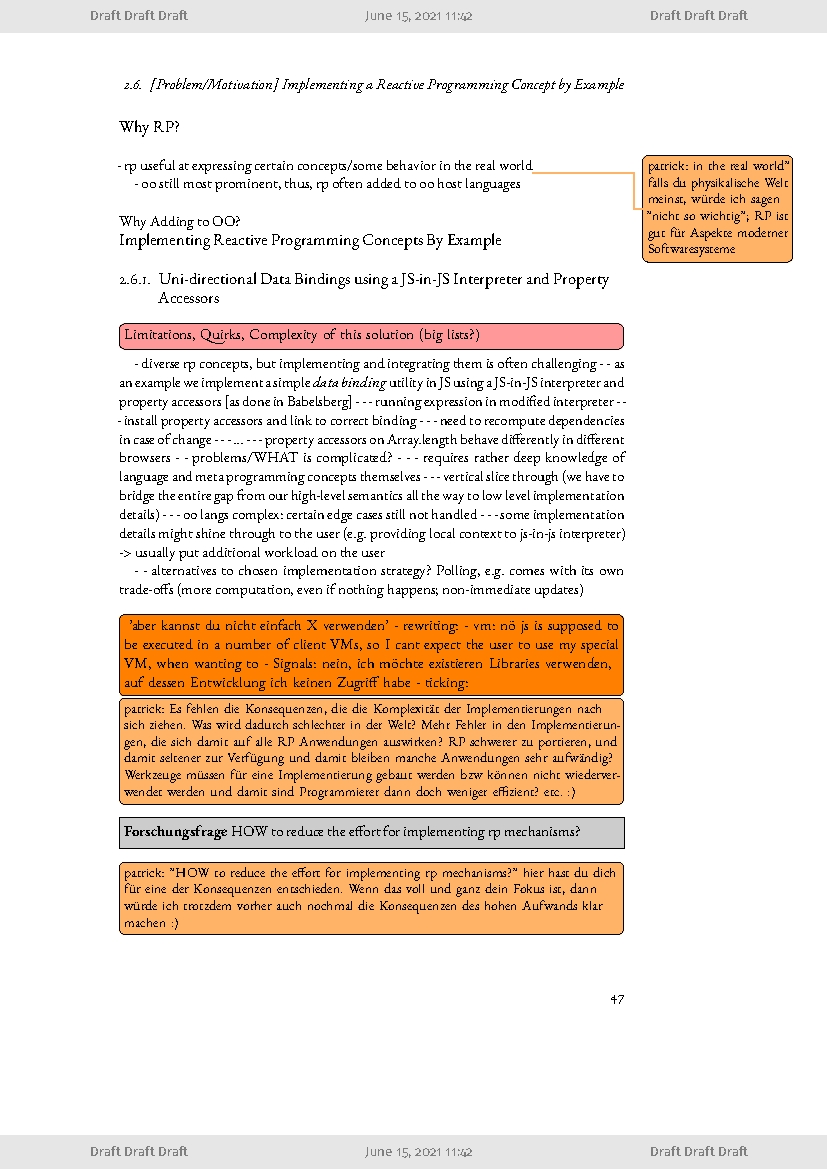 Draft Draft Draft June 15, 2021 11:42 Draft Draft Draft
2.6. [Problem/Motivation] Implementing a Reactive Programming Concept by Example
Why RP?
- rp useful at expressing certain concepts/some behavior in the real world
- oo still most prominent, thus, rp often added to oo host languages
patrick: in the real world"
falls du physikalische Welt
meinst, würde ich sagen
"nicht so wichtig"; RP ist
gut für Aspekte moderner
Softwaresysteme
Why Adding to OO?
Implementing Reactive Programming Concepts By Example
2.6.1. Uni-directional Data Bindings using a JS-in-JS Interpreter and Property
Accessors
Limitations, Quirks, Complexity of this solution (big lists?)
- diverse rp concepts, but implementing and integrating them is often challenging - - as
an example we implement a simple data binding utility in JS using a JS-in-JS interpreter and
property accessors [as done in Babelsberg] - - - running expression in modified interpreter - -
- install property accessors and link to correct binding - - - need to recompute dependencies
in case of change - - - ... - - - property accessors on Array.length behave differently in different
browsers - - problems/WHAT is complicated? - - - requires rather deep knowledge of
language and meta programming concepts themselves - - - vertical slice through (we have to
bridge the entire gap from our high-level semantics all the way to low level implementation
details) - - - oo langs complex: certain edge cases still not handled - - - some implementation
details might shine through to the user (e.g. providing local context to js-in-js interpreter)
-> usually put additional workload on the user
- - alternatives to chosen implementation strategy? Polling, e.g. comes with its own
trade-offs (more computation, even if nothing happens; non-immediate updates)
'aber kannst du nicht einfach X verwenden' - rewriting: - vm: nö js is supposed to
be executed in a number of client VMs, so I cant expect the user to use my special
VM, when wanting to - Signals: nein, ich möchte existieren Libraries verwenden,
auf dessen Entwicklung ich keinen Zugriff habe - ticking:
patrick: Es fehlen die Konsequenzen, die die Komplexität der Implementierungen nach
sich ziehen. Was wird dadurch schlechter in der Welt? Mehr Fehler in den Implementierun-
gen, die sich damit auf alle RP Anwendungen auswirken? RP schwerer zu portieren, und
damit seltener zur Verfügung und damit bleiben manche Anwendungen sehr aufwändig?
Werkzeuge müssen für eine Implementierung gebaut werden bzw können nicht wiederver-
wendet werden und damit sind Programmierer dann doch weniger effizient? etc. :)
Forschungsfrage HOW to reduce the effort for implementing rp mechanisms?
patrick: "HOW to reduce the effort for implementing rp mechanisms?" hier hast du dich
für eine der Konsequenzen entschieden. Wenn das voll und ganz dein Fokus ist, dann
würde ich trotzdem vorher auch nochmal die Konsequenzen des hohen Aufwands klar
machen :)
47
Draft Draft Draft June 15, 2021 11:42 Draft Draft Draft